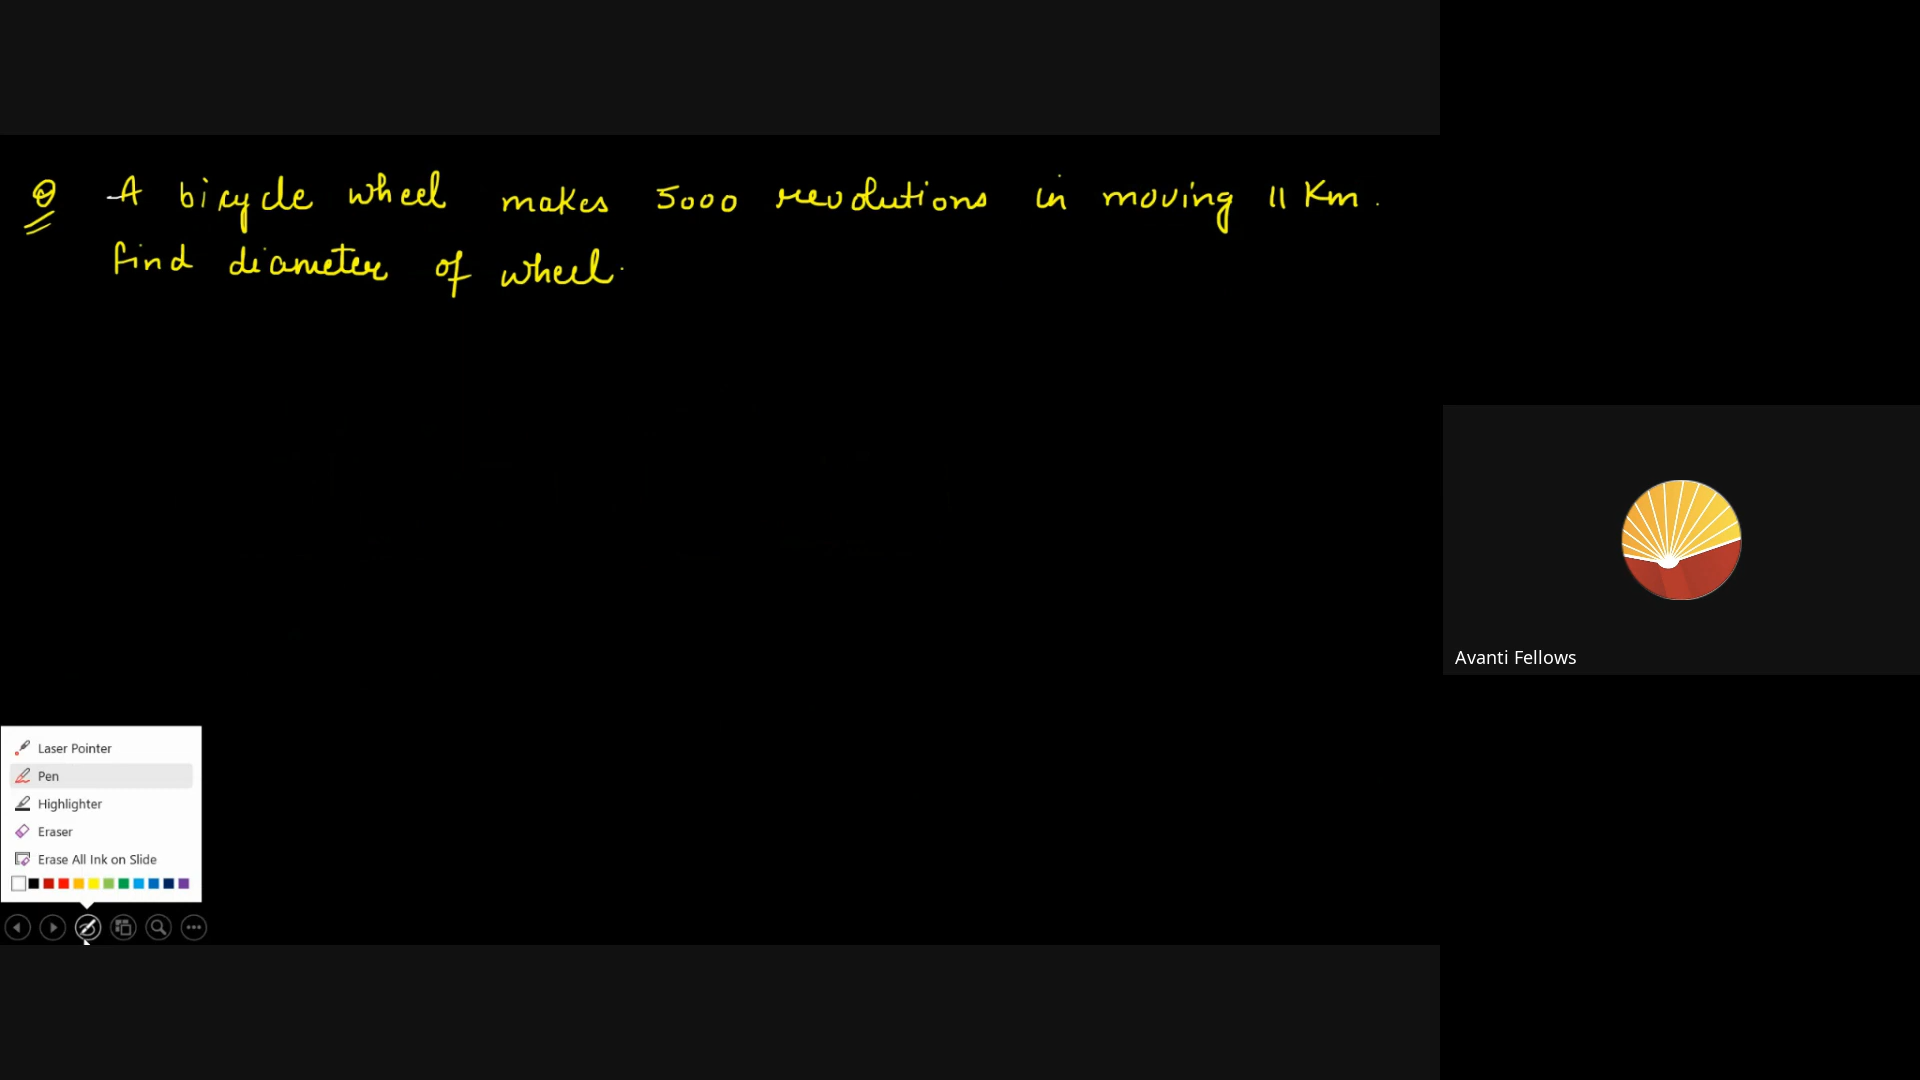 Q A bicycle wheel makes 5000 revolutions in moving 11 Km.
Find diameter of wheel.
Avanti Fellows
Laser Pointer
Pen
Highlighter
Eraser
Erase All Ink on Slide